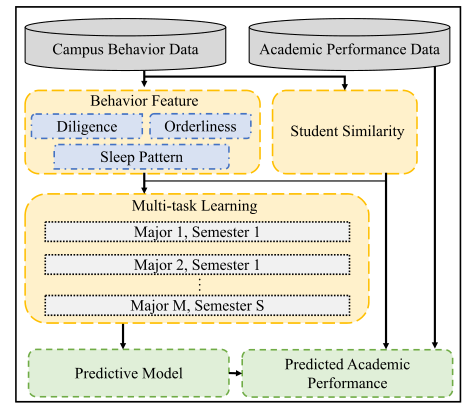 Campus Behavior Data
Academic Performance Data
Behavior Feature
Diligence
Orderliness
Sleep Pattern
Student Similarity
Multi-task Learning
Major 1, Semester 1
Major 2, Semester 1
⋮
Major M, Semester S
Predictive Model
Predicted Academic
Performance